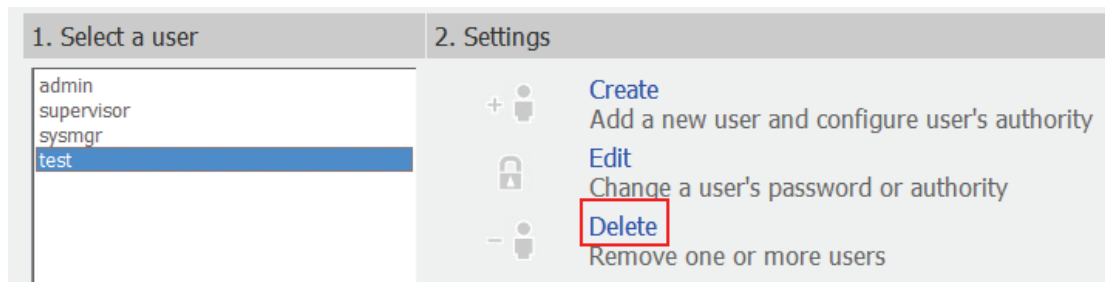 1. Select a user
2. Settings
admin
supervisor
sysmgr
test
Create
Add a new user and configure user's authority
Edit
Change a user's password or authority
Delete
Remove one or more users